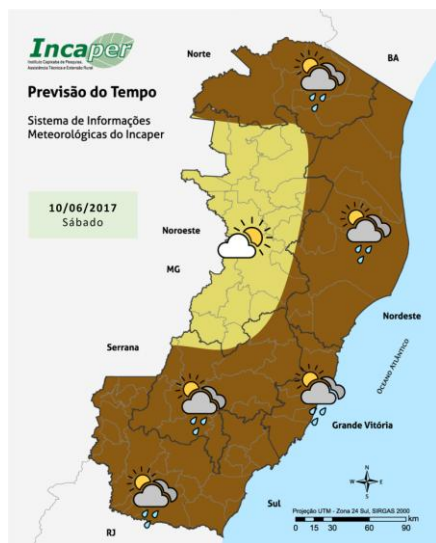 Incaper
Instituto Capixaba de Pesquisa,
Assistência Técnica e Extensão Rural
Previsão do Tempo
Sistema de Informações
Meteorológicas do Incaper
10/06/2017
Sábado
Norte
BA
Noroeste
MG
Nordeste
Serrana
OCEANO ATLÂNTICO
Grande Vitória
Sul
RJ
N
W
E
S
Projeção UTM - Zona 24 Sul, SIRGAS 2000
km
0 15 30 60 90